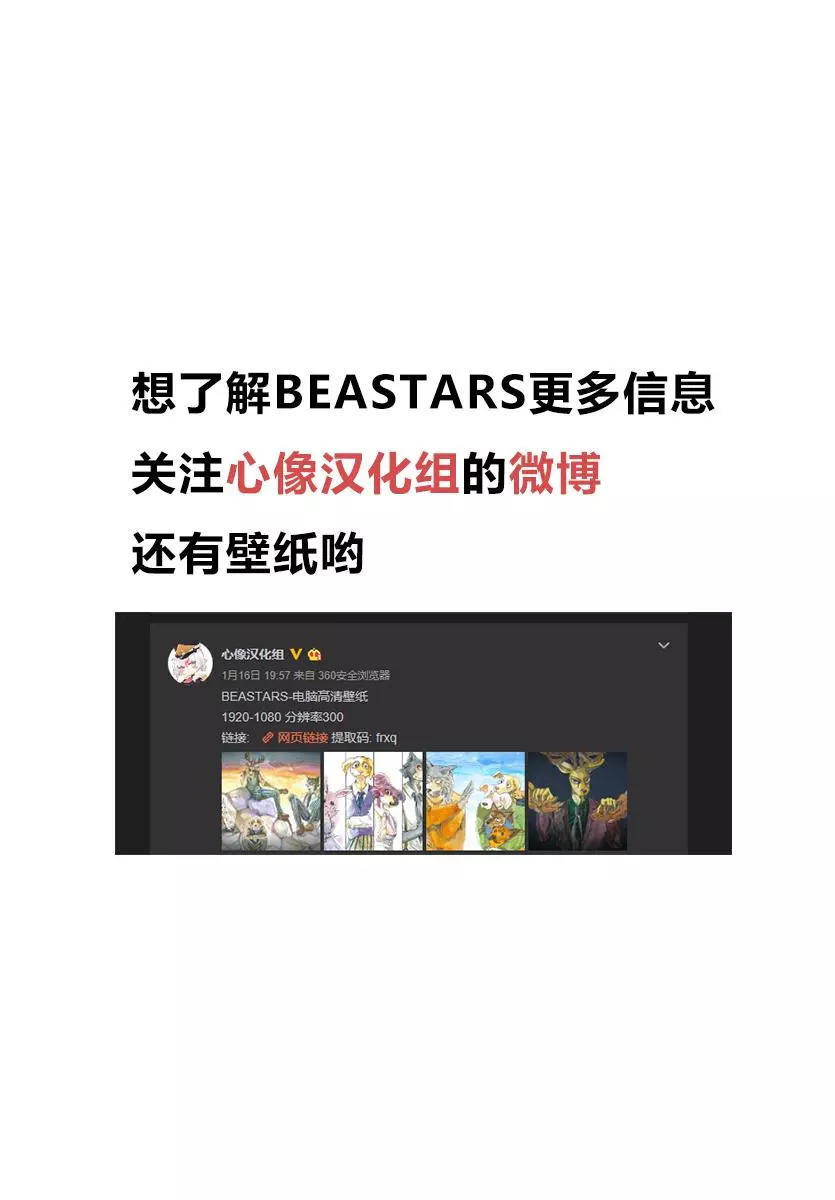 想了解BEASTARS更多信息
关注心像汉化组的微博
还有壁纸哟
心像汉化组
1月16日 19:57 来自 360安全浏览器
BEASTARS-电脑高清壁纸
1920-1080 分辨率300
链接: 网页链接 提取码: frxq